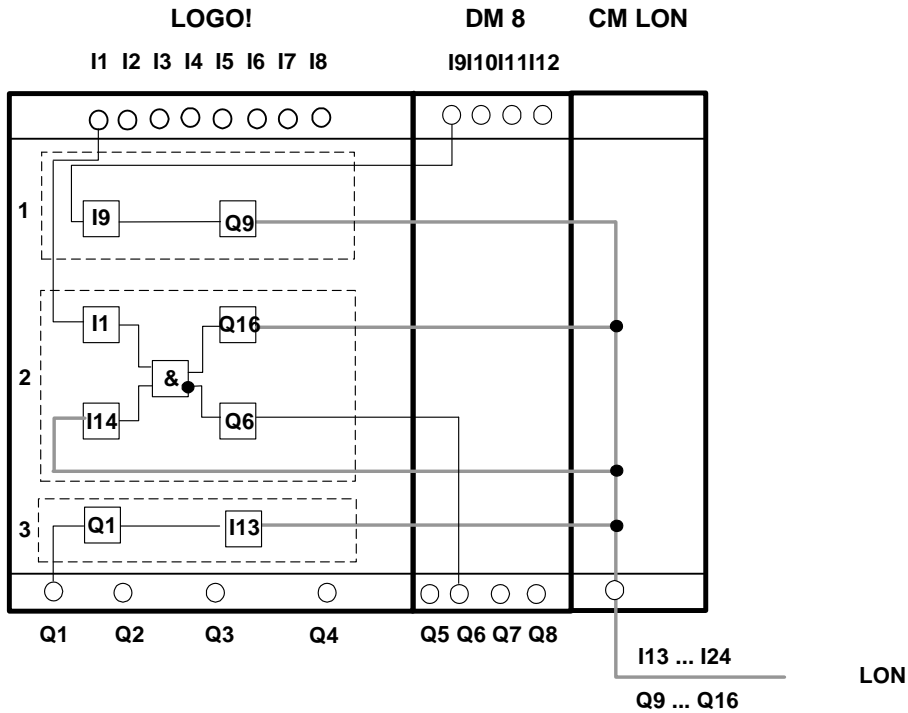 LOGO! DM 8 CM LON
I1 I2 I3 I4 I5 I6 I7 I8 I9I10I11I12
1 I9 Q9
I1 Q16
2 &
I14 Q6
3 Q1 I13
Q1 Q2 Q3 Q4 Q5 Q6 Q7 Q8
I13 ... I24
LON
Q9 ... Q16